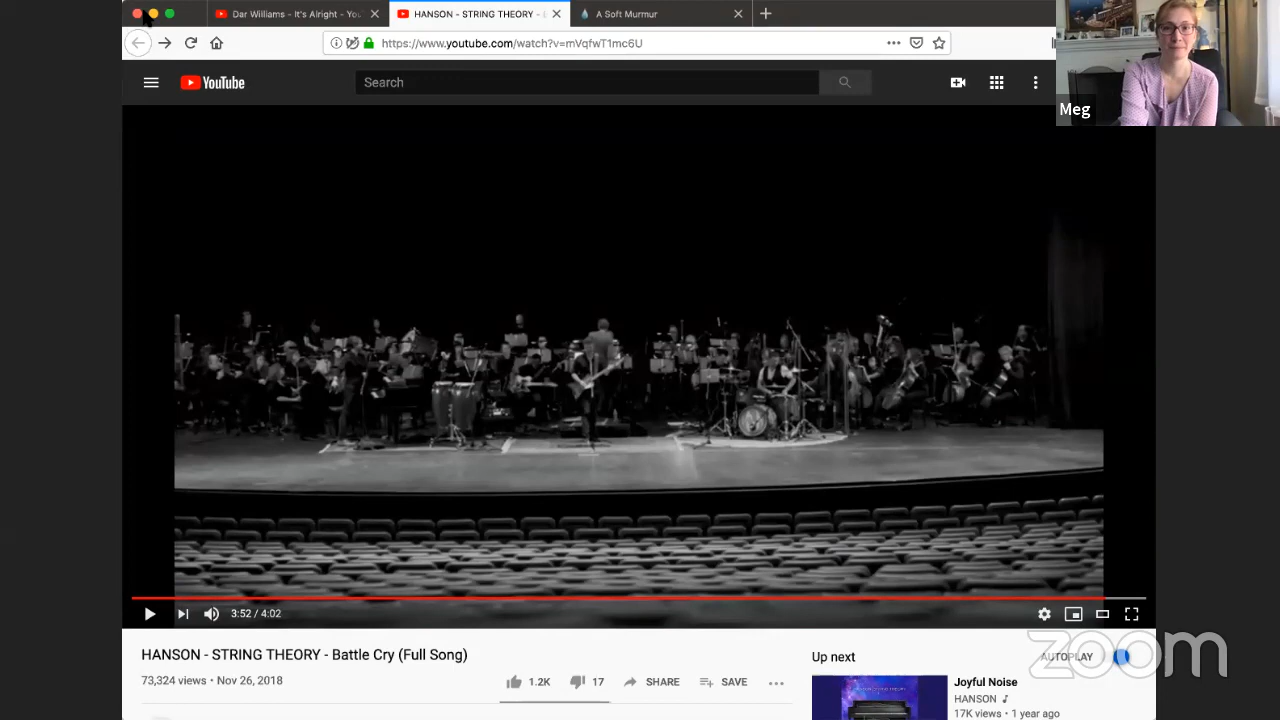 Dar Williams - It's Alright - You
HANSON - STRING THEORY - 
A Soft Murmur
https://www.youtube.com/watch?v=mVqfwT1mc6U
YouTube
Search
Meg
3:52 / 4:02
HANSON - STRING THEORY - Battle Cry (Full Song)
73,324 views • Nov 26, 2018
1.2K
17
SHARE
SAVE
Up next
AUTOPLAY
zoom
Joyful Noise
HANSON
17K views • 1 year ago